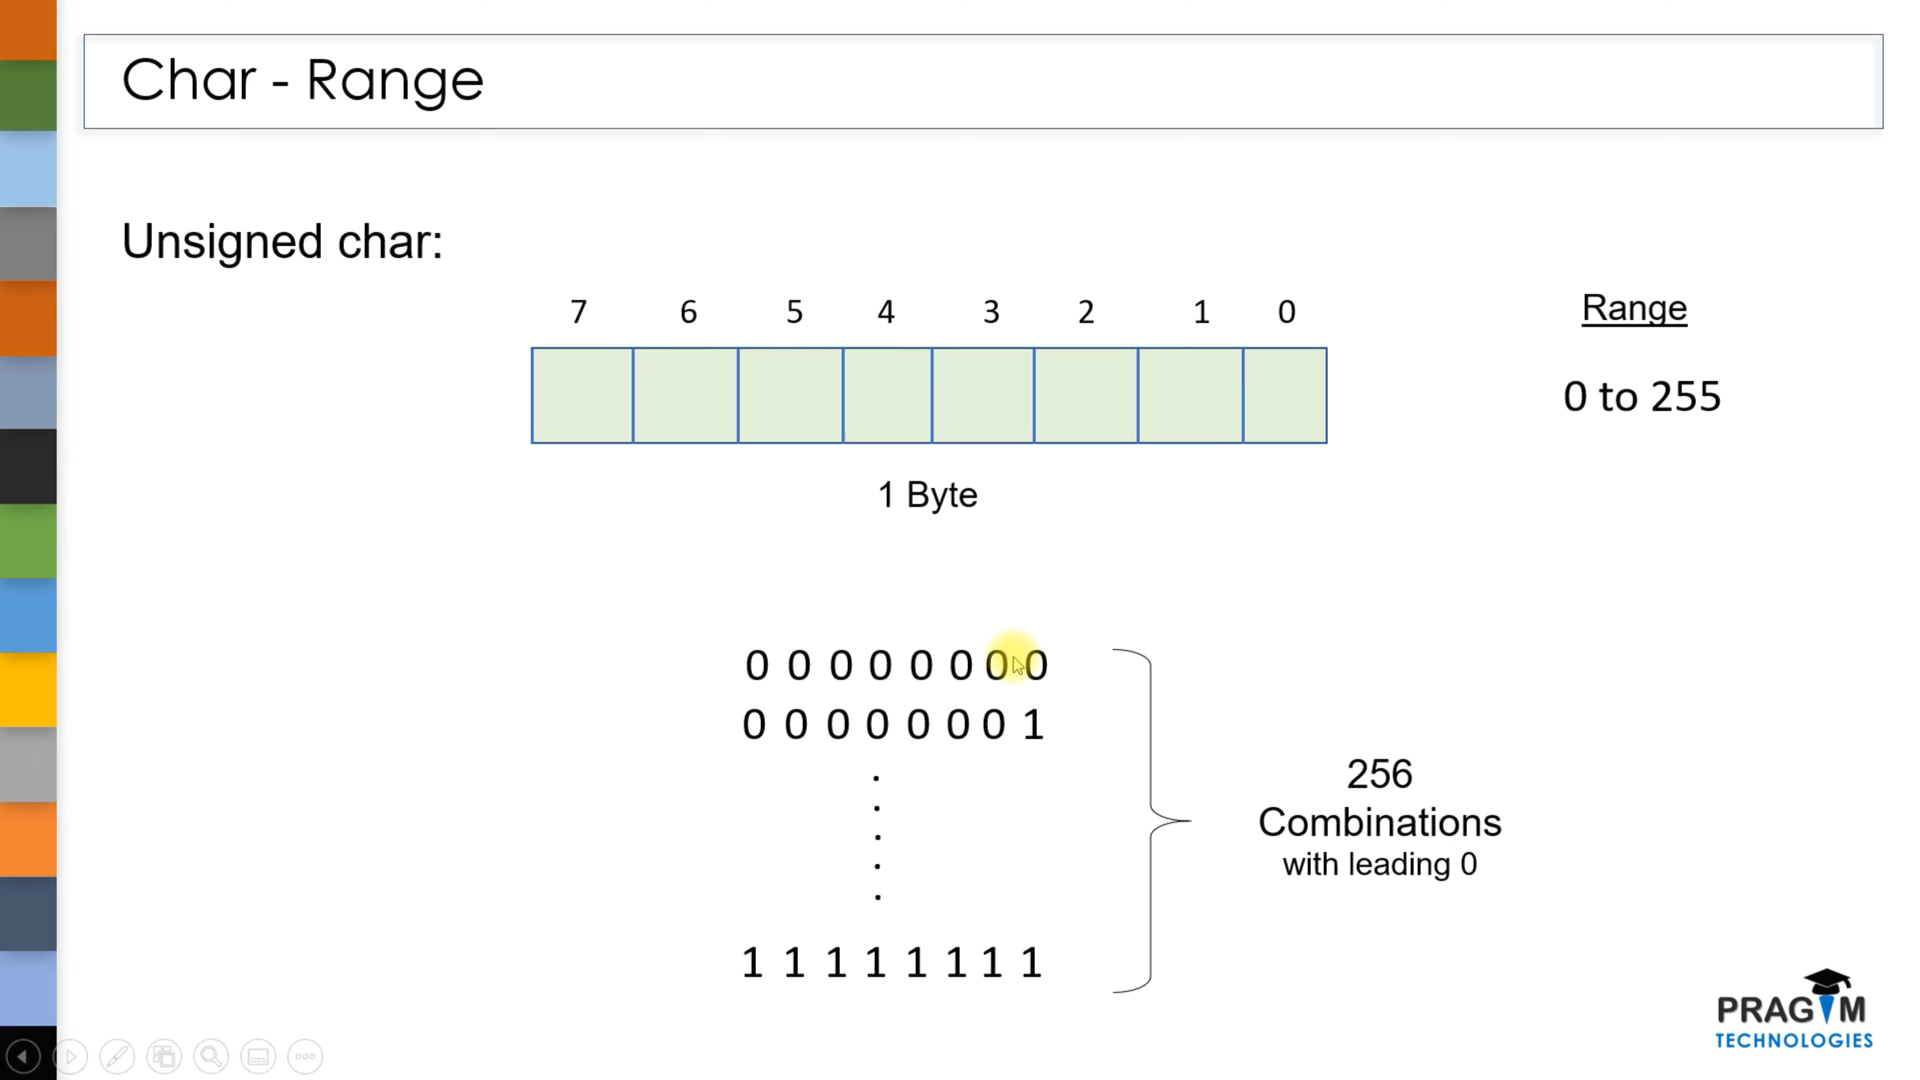 Char - Range
Unsigned char:
7 6 5 4 3 2 1 0
Range
0 to 255
1 Byte
0 0 0 0 0 0 0 0
0 0 0 0 0 0 0 1
.
.
.
.
.
1 1 1 1 1 1 1 1
256
Combinations
with leading 0
PRAGIM
TECHNOLOGIES